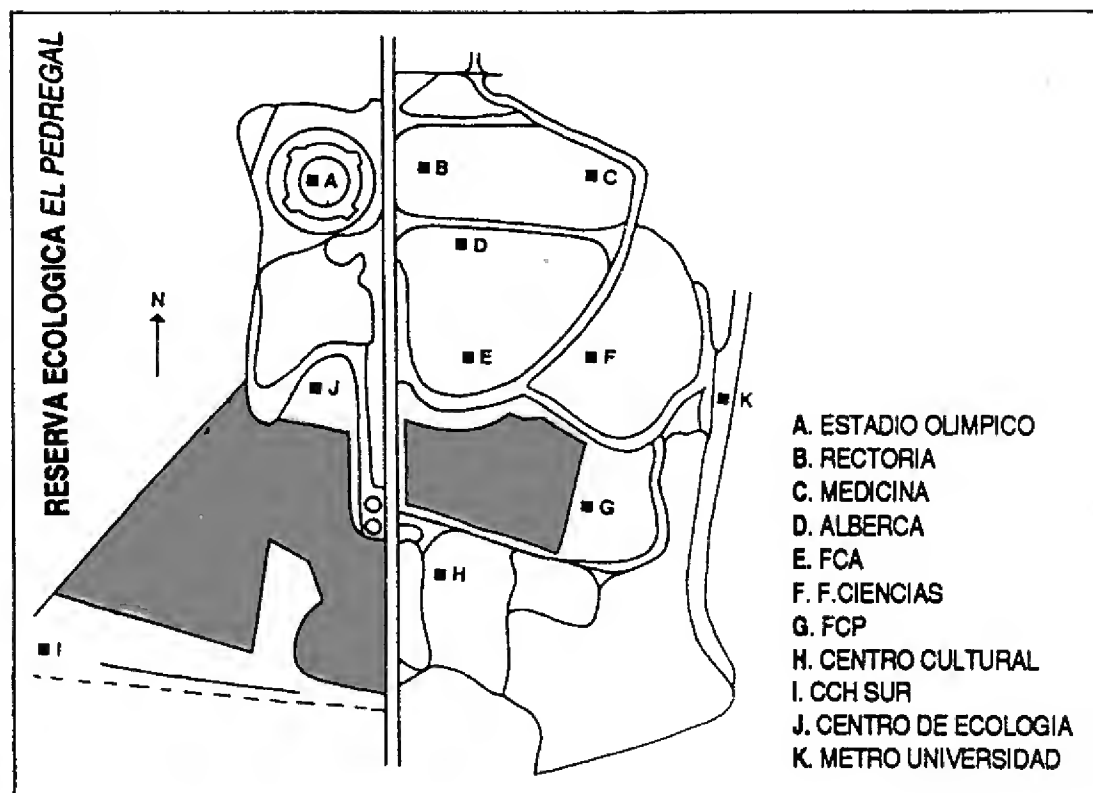 RESERVA ECOLOGICA EL PEDREGAL
N
A
B
C
D
E
F
J
K
G
H
I
A. ESTADIO OLIMPICO
B. RECTORIA
C. MEDICINA
D. ALBERCA
E. FCA
F. F.CIENCIAS
G. FCP
H. CENTRO CULTURAL
I. CCH SUR
J. CENTRO DE ECOLOGIA
K. METRO UNIVERSIDAD